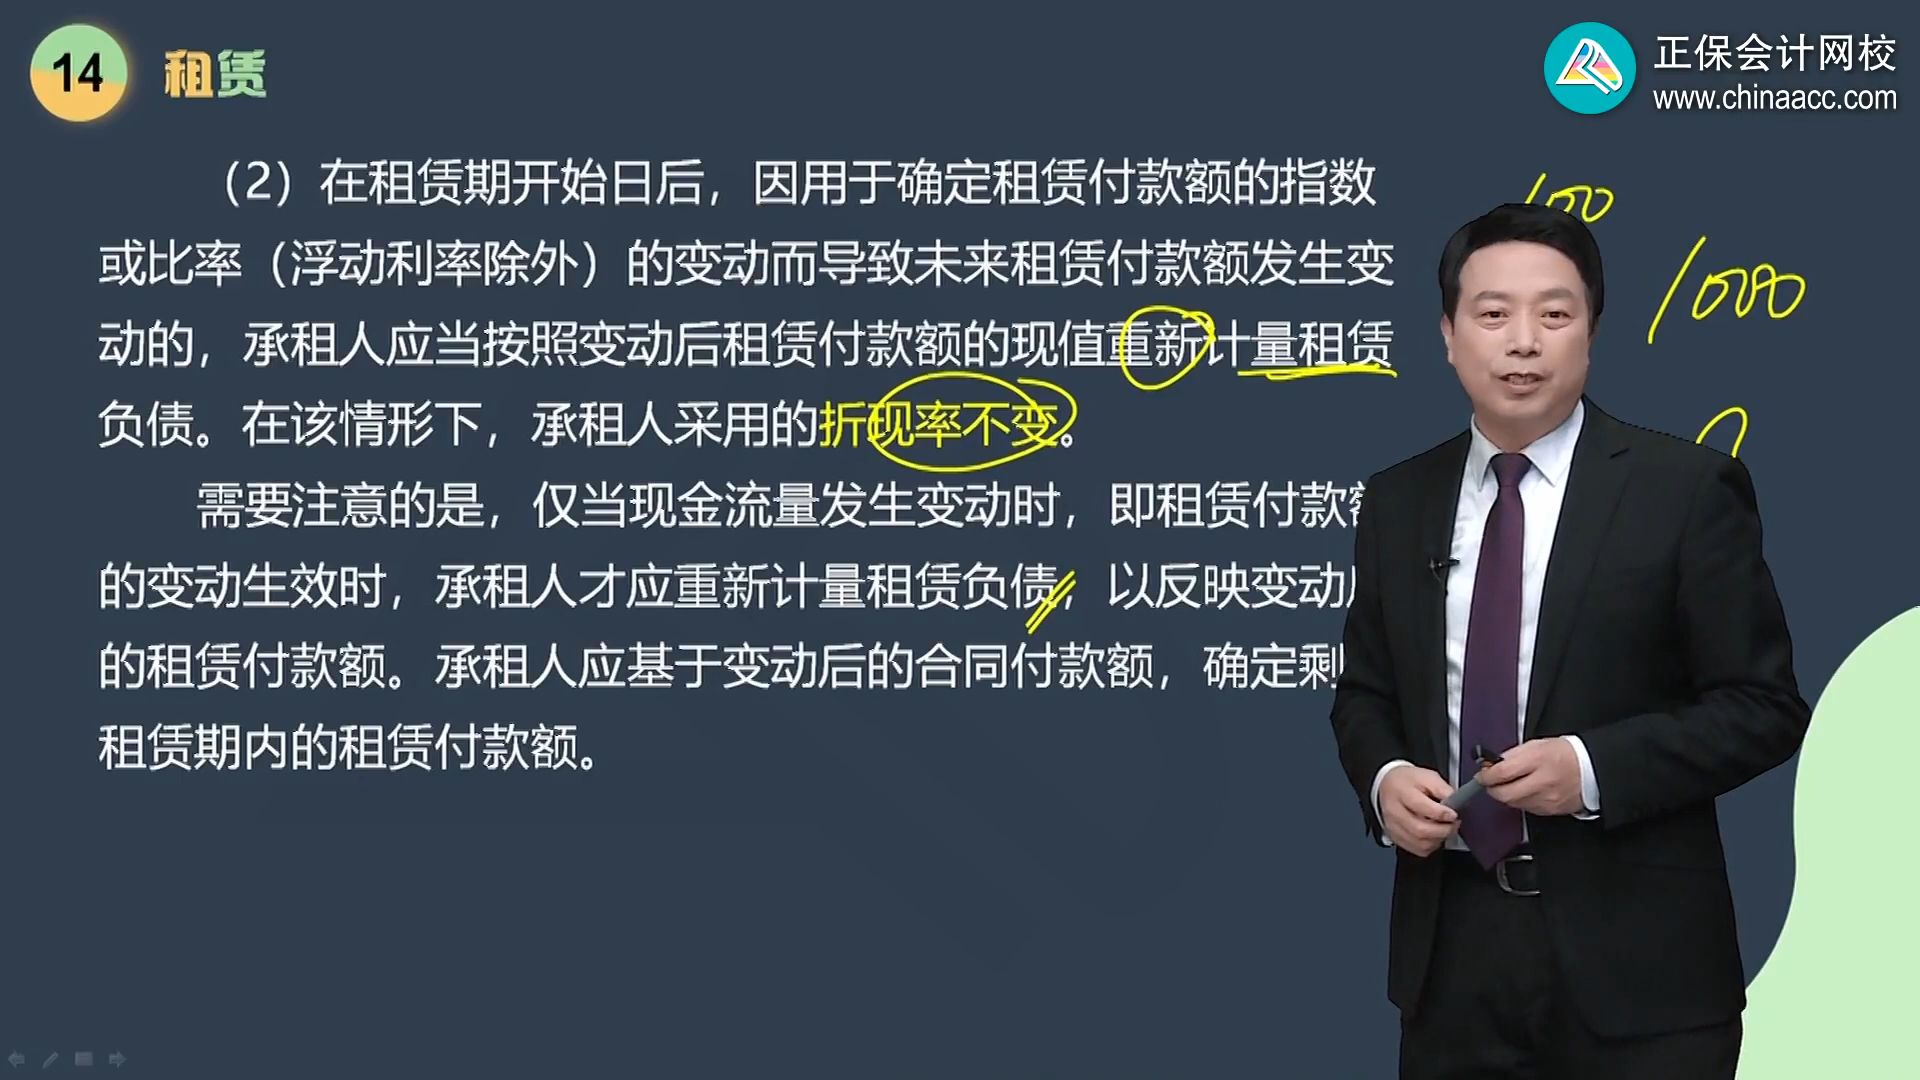 14 租赁
正保会计网校
www.chinaacc.com
（2）在租赁期开始日后，因用于确定租赁付款额的指数
100
或比率（浮动利率除外）的变动而导致未来租赁付款额发生变
1000
动的，承租人应当按照变动后租赁付款额的现值重新计量租赁
负债。在该情形下，承租人采用的折现率不变。
需要注意的是，仅当现金流量发生变动时，即租赁付款额
的变动生效时，承租人才应重新计量租赁负债，以反映变动
的租赁付款额。承租人应基于变动后的合同付款额，确定剩
租赁期内的租赁付款额。